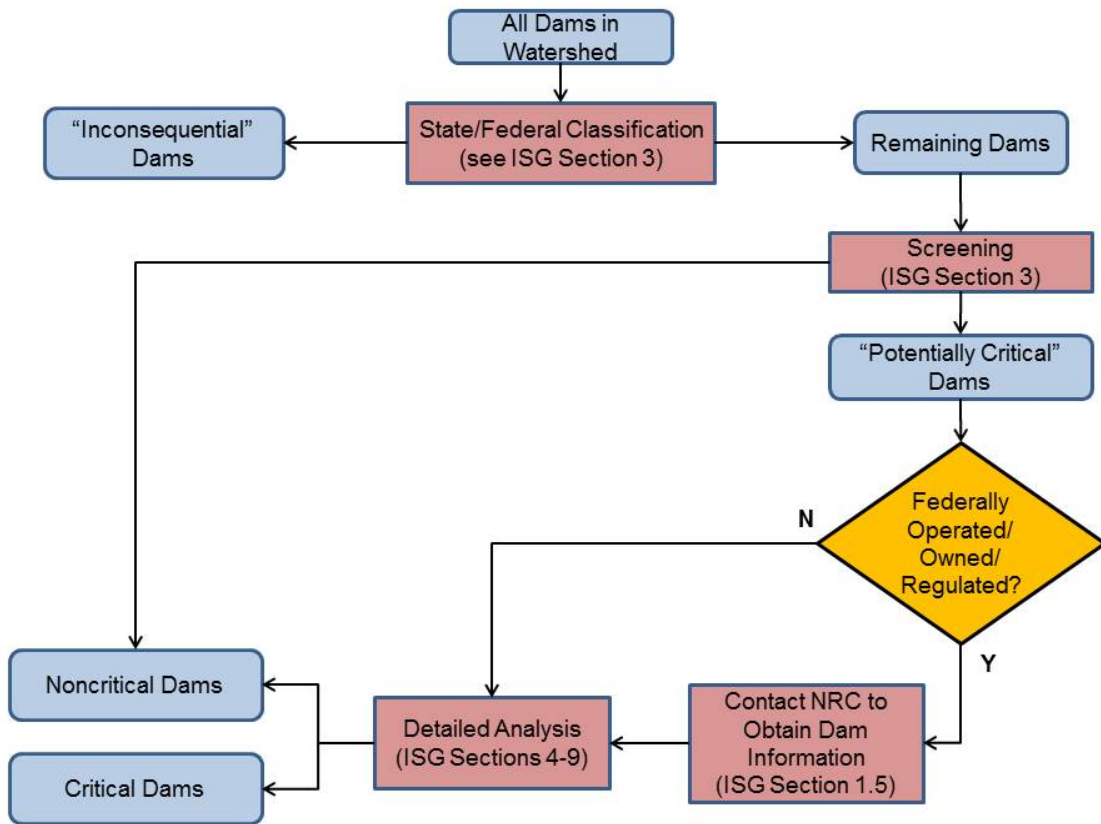 All Dams in
Watershed
“Inconsequential”
Dams
State/Federal Classification
(see ISG Section 3)
Remaining Dams
Screening
(ISG Section 3)
“Potentially Critical”
Dams
Federally
Operated/
Owned/
Regulated?
N
Y
Noncritical Dams
Detailed Analysis
(ISG Sections 4-9)
Contact NRC to
Obtain Dam
Information
(ISG Section 1.5)
Critical Dams